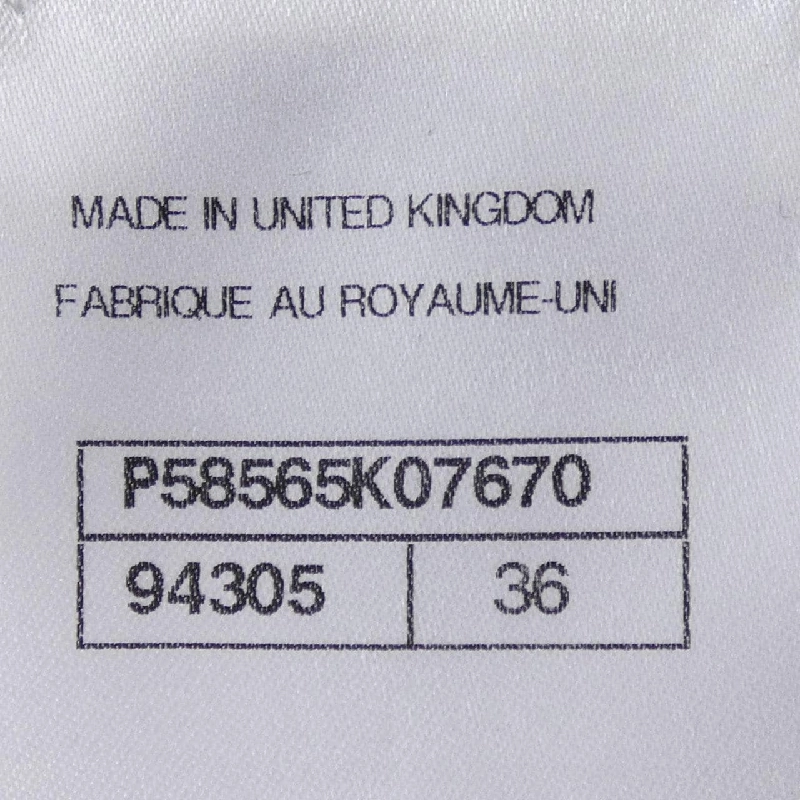 MADE IN UNITED KINGDOM
FABRIQUE AU ROYAUME-UNI
P58565K07670
94305 36